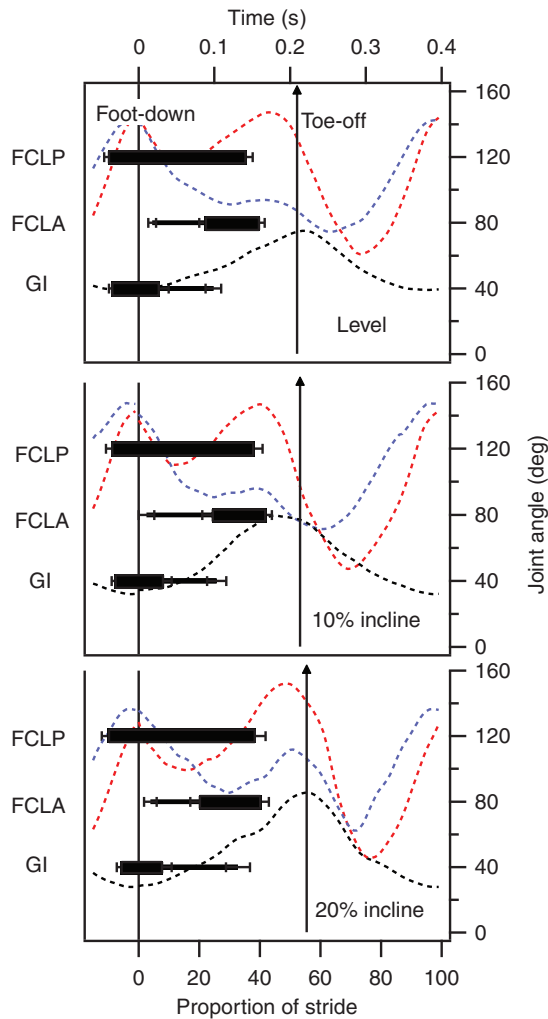 Time (s)
0 0.1 0.2 0.3 0.4
160
Foot-down Toe-off
FCLP 120
FCLA 80
GI 40
Level
0
160
FCLP 120
FCLA 80
GI 40
10% incline
0
Joint angle (deg)
160
FCLP 120
FCLA 80
GI 40
20% incline
0
0 20 40 60 80 100
Proportion of stride